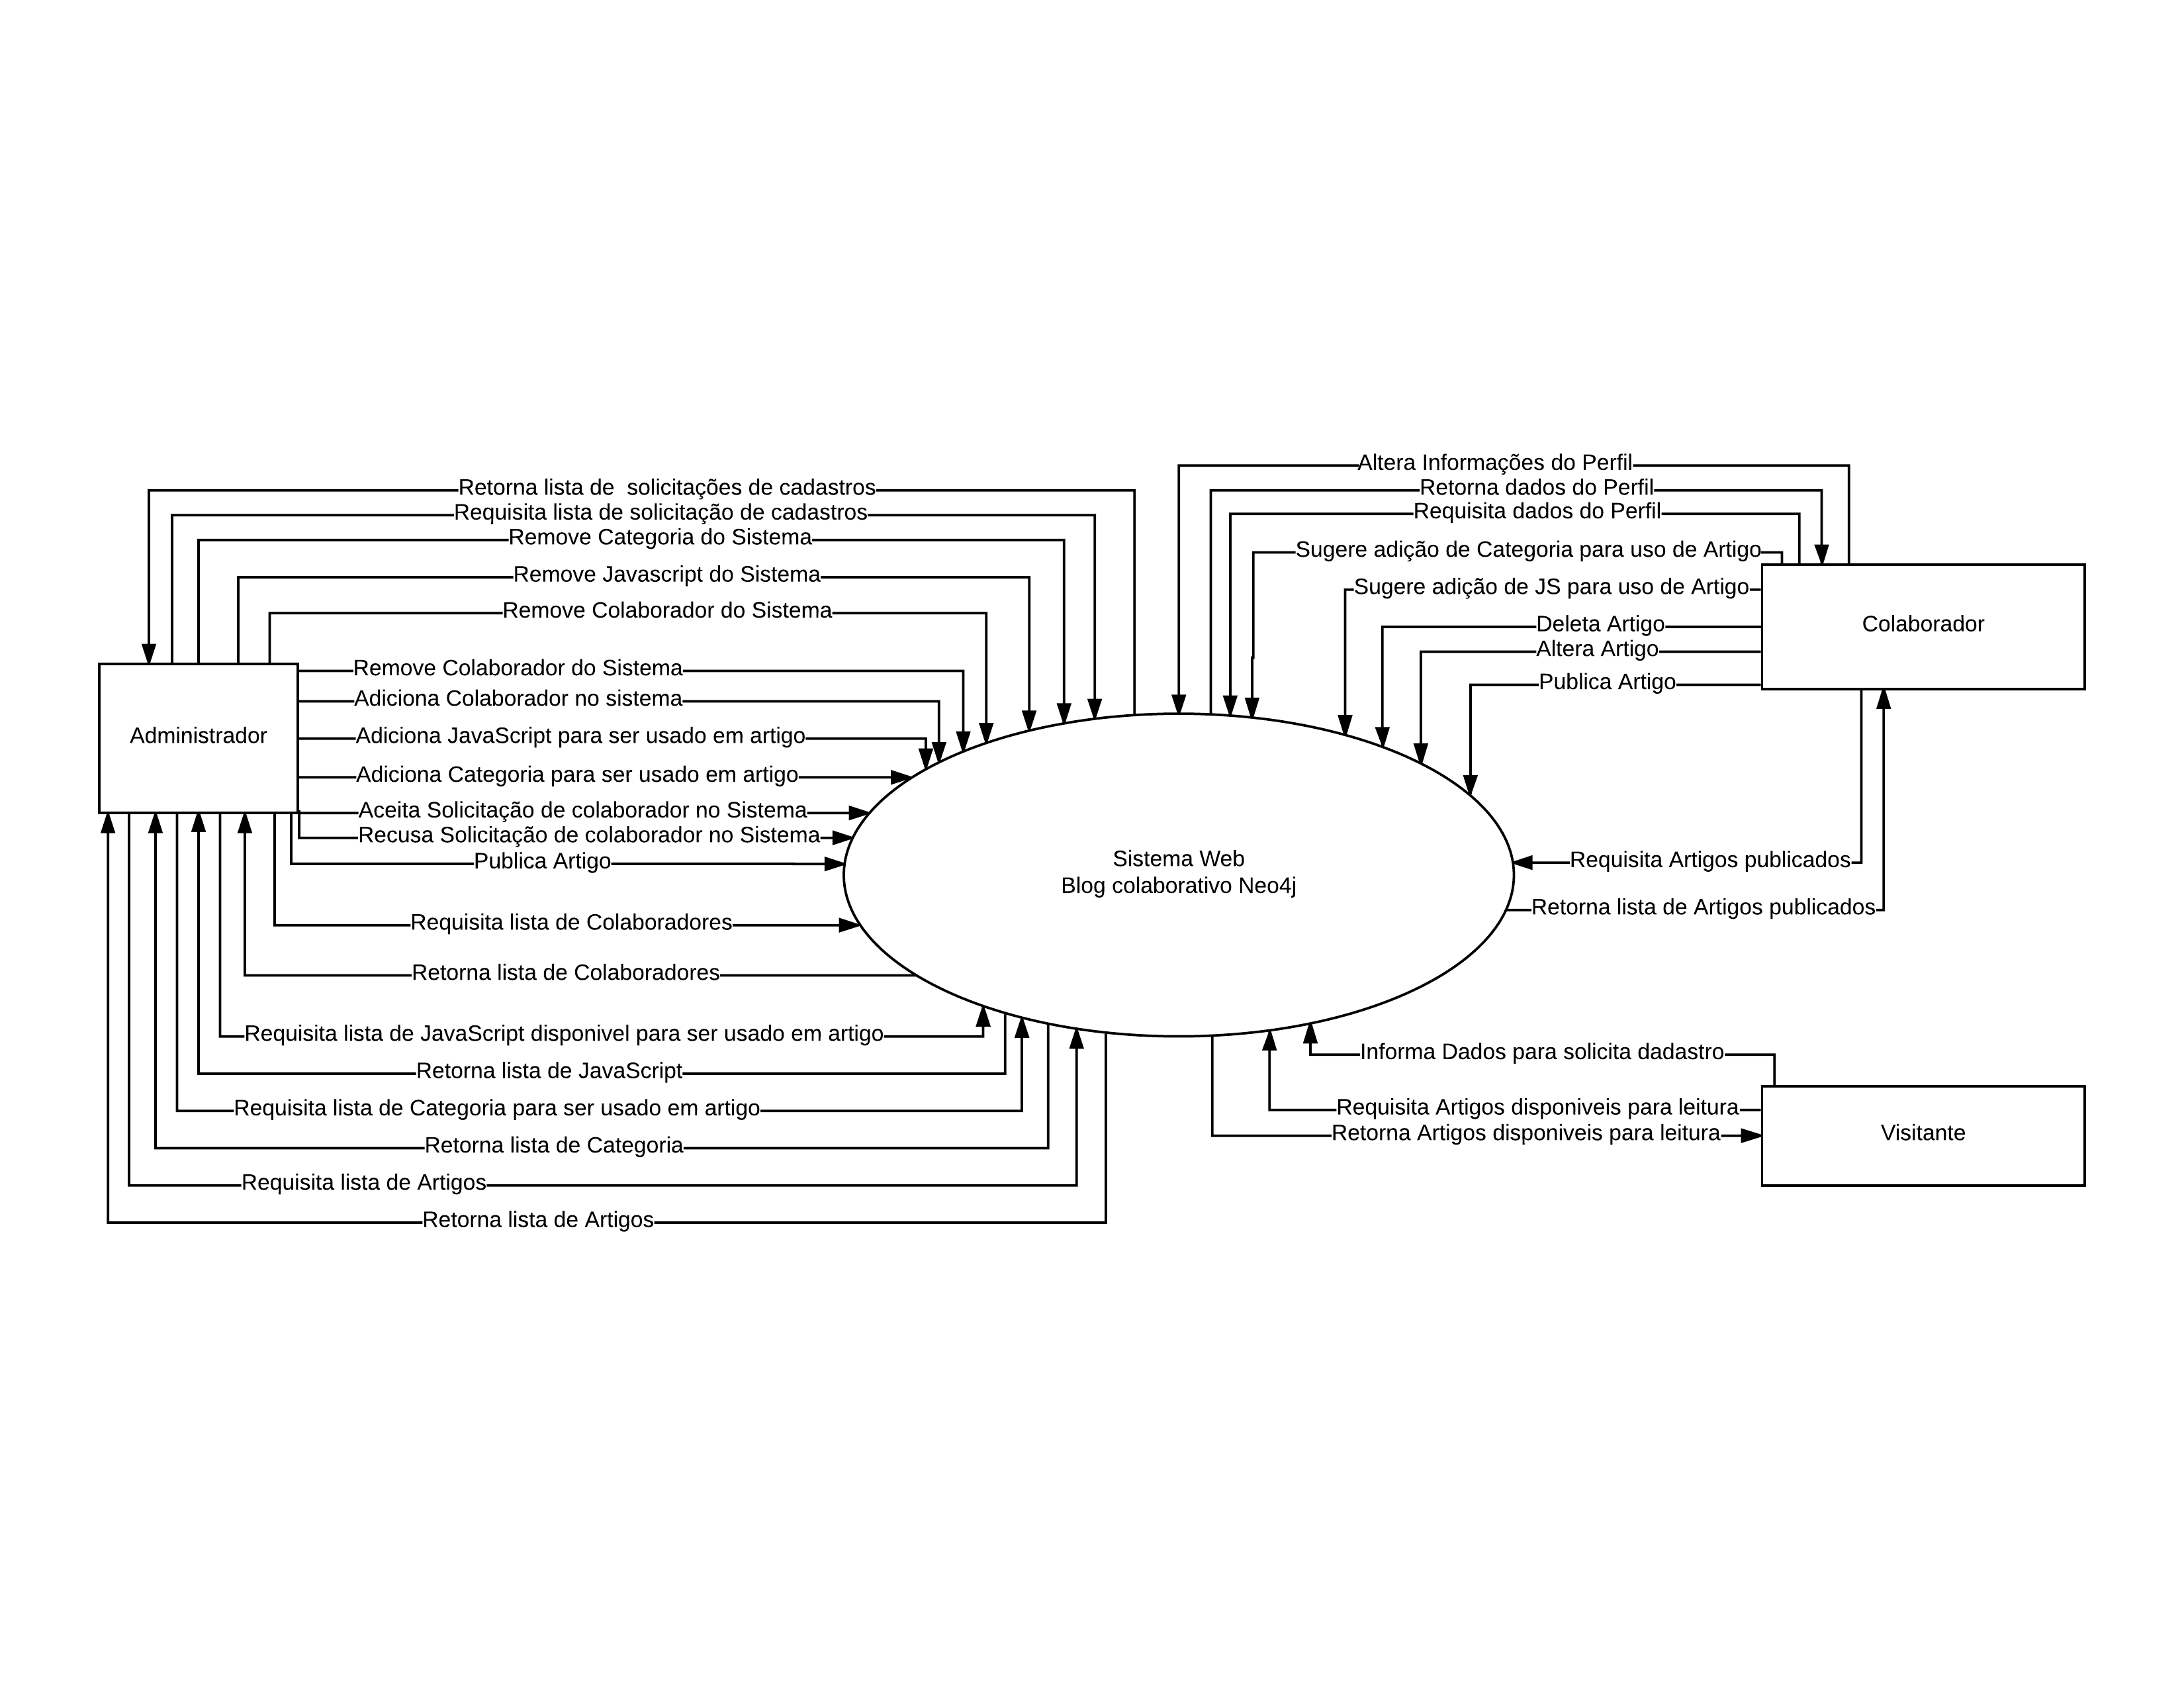 Retorna lista de  solicitações de cadastros
Requisita lista de solicitação de cadastros
Remove Categoria do Sistema
Remove Javascript do Sistema
Remove Colaborador do Sistema
Remove Colaborador do Sistema
Adiciona Colaborador no sistema
Administrador
Adiciona JavaScript para ser usado em artigo
Adiciona Categoria para ser usado em artigo
Aceita Solicitação de colaborador no Sistema
Recusa Solicitação de colaborador no Sistema
Publica Artigo
Requisita lista de Colaboradores
Retorna lista de Colaboradores
Requisita lista de JavaScript disponivel para ser usado em artigo
Retorna lista de JavaScript
Requisita lista de Categoria para ser usado em artigo
Retorna lista de Categoria
Requisita lista de Artigos
Retorna lista de Artigos
Sistema Web
Blog colaborativo Neo4j
Altera Informações do Perfil
Retorna dados do Perfil
Requisita dados do Perfil
Sugere adição de Categoria para uso de Artigo
Sugere adição de JS para uso de Artigo
Deleta Artigo
Colaborador
Altera Artigo
Publica Artigo
Requisita Artigos publicados
Retorna lista de Artigos publicados
Informa Dados para solicita dadastro
Requisita Artigos disponiveis para leitura
Retorna Artigos disponiveis para leitura
Visitante